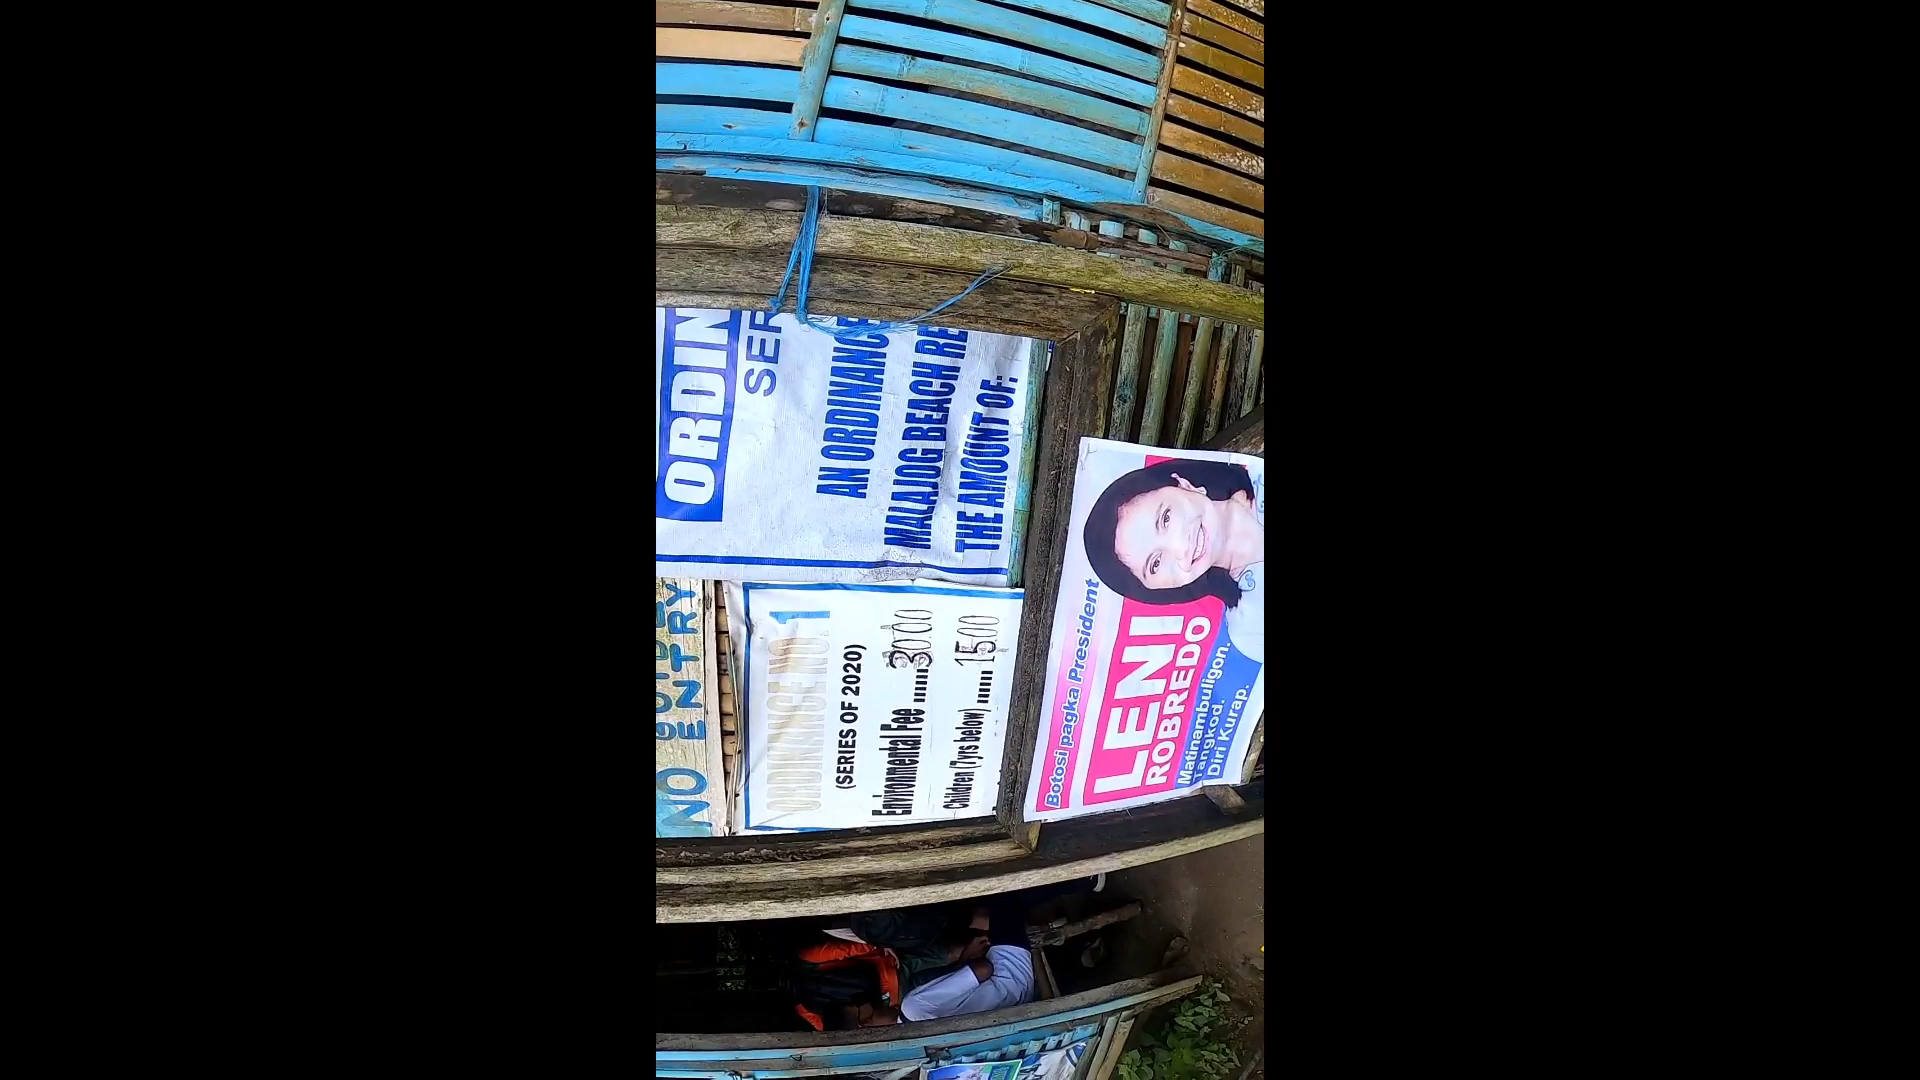 ORDIN
SER
AN ORDINANCE
MALAJOG BEACH RE
THE AMOUNT OF:
NO ENTRY
ORDINANCE NO. 1
(SERIES OF 2020)
Environmental Fee ...... 30.00
Children (7yrs below) ...... 15.00
Botosi pagka President
LENI
ROBREDO
Matinambuligon.
Tangkod.
Diri Kurap.